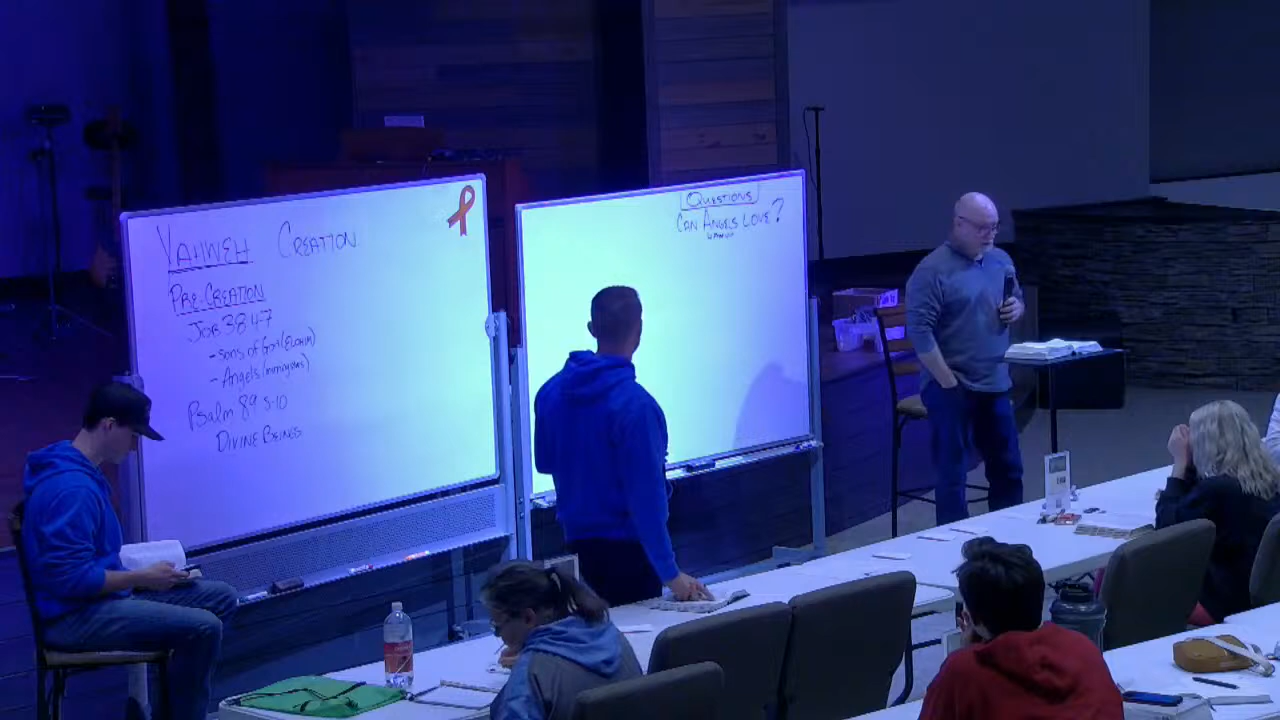 YAHWEH CREATION
PRE-CREATION
JOB 38 4-7
- SONS OF GOD (ELOHIM)
- Angels
Psalm 89 5-10
DIVINE BEINGS
QUESTIONS
CAN ANGELS LOVE?